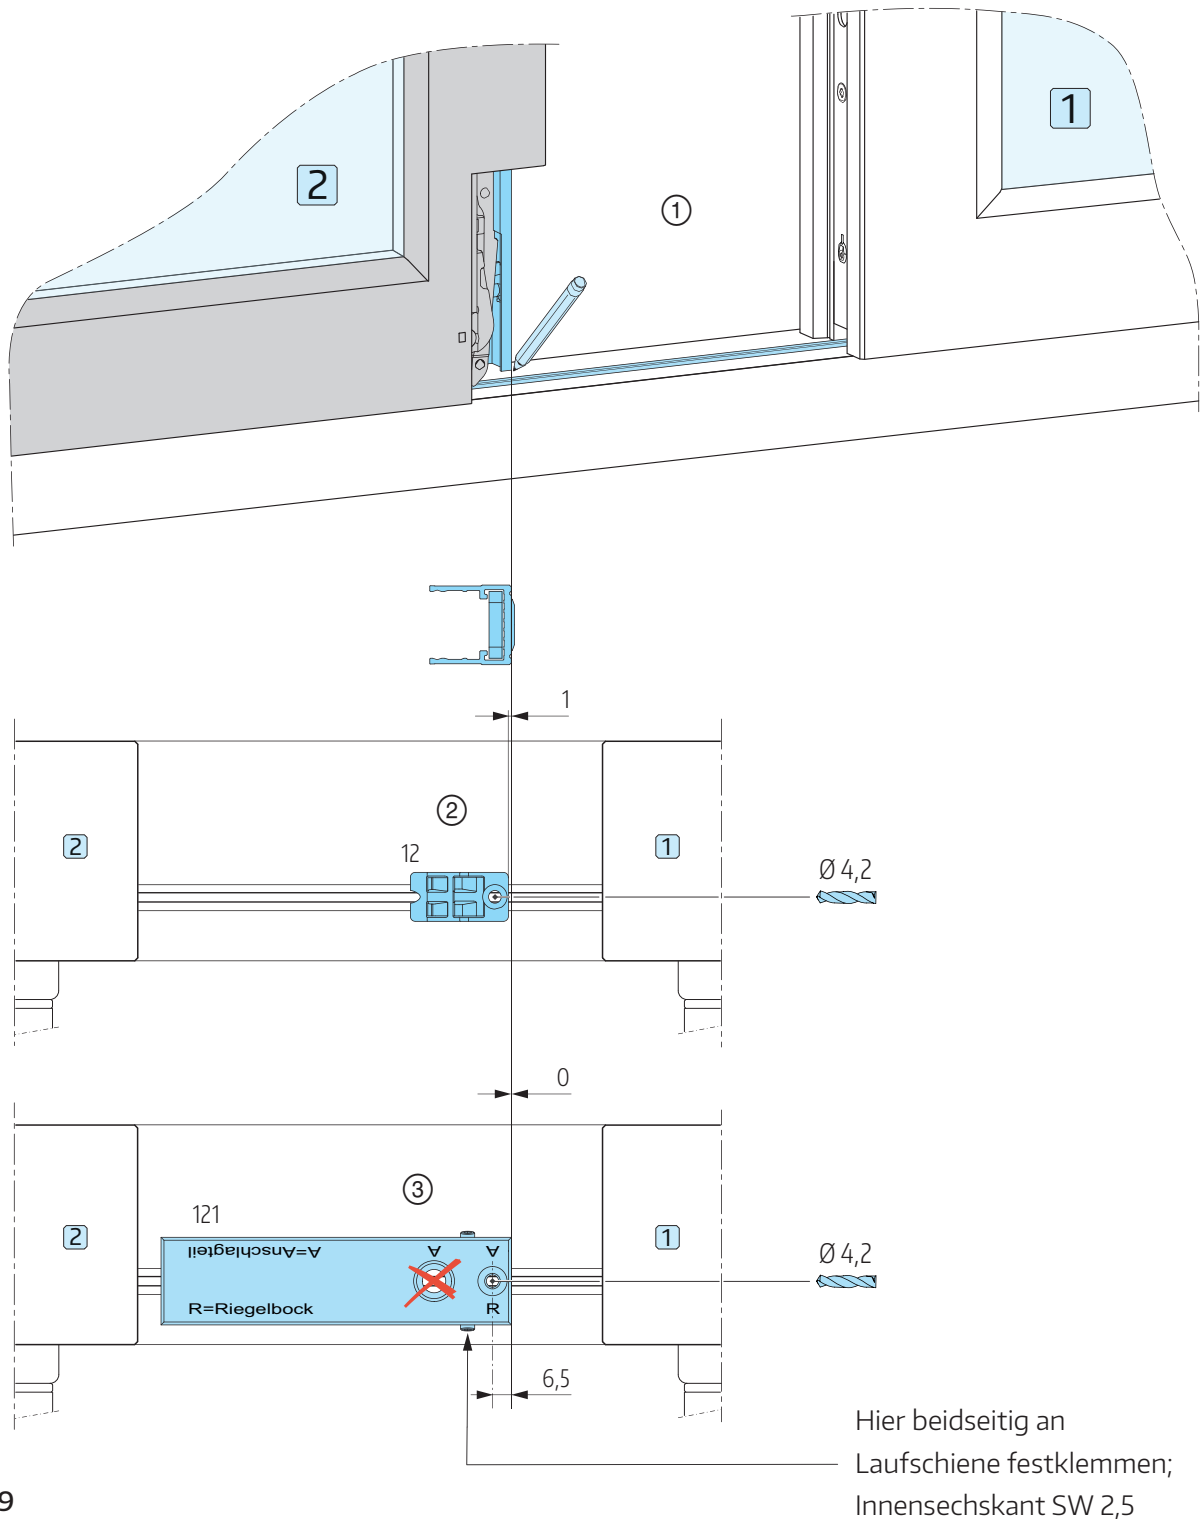 1
2
①
1
②
2
12
1
Ø 4,2
0
③
121
2
A=Anschlagteil
A
A
1
Ø 4,2
R=Riegelbock
R
6,5
Hier beidseitig an
Laufschiene festklemmen;
Innensechskant SW 2,5
9